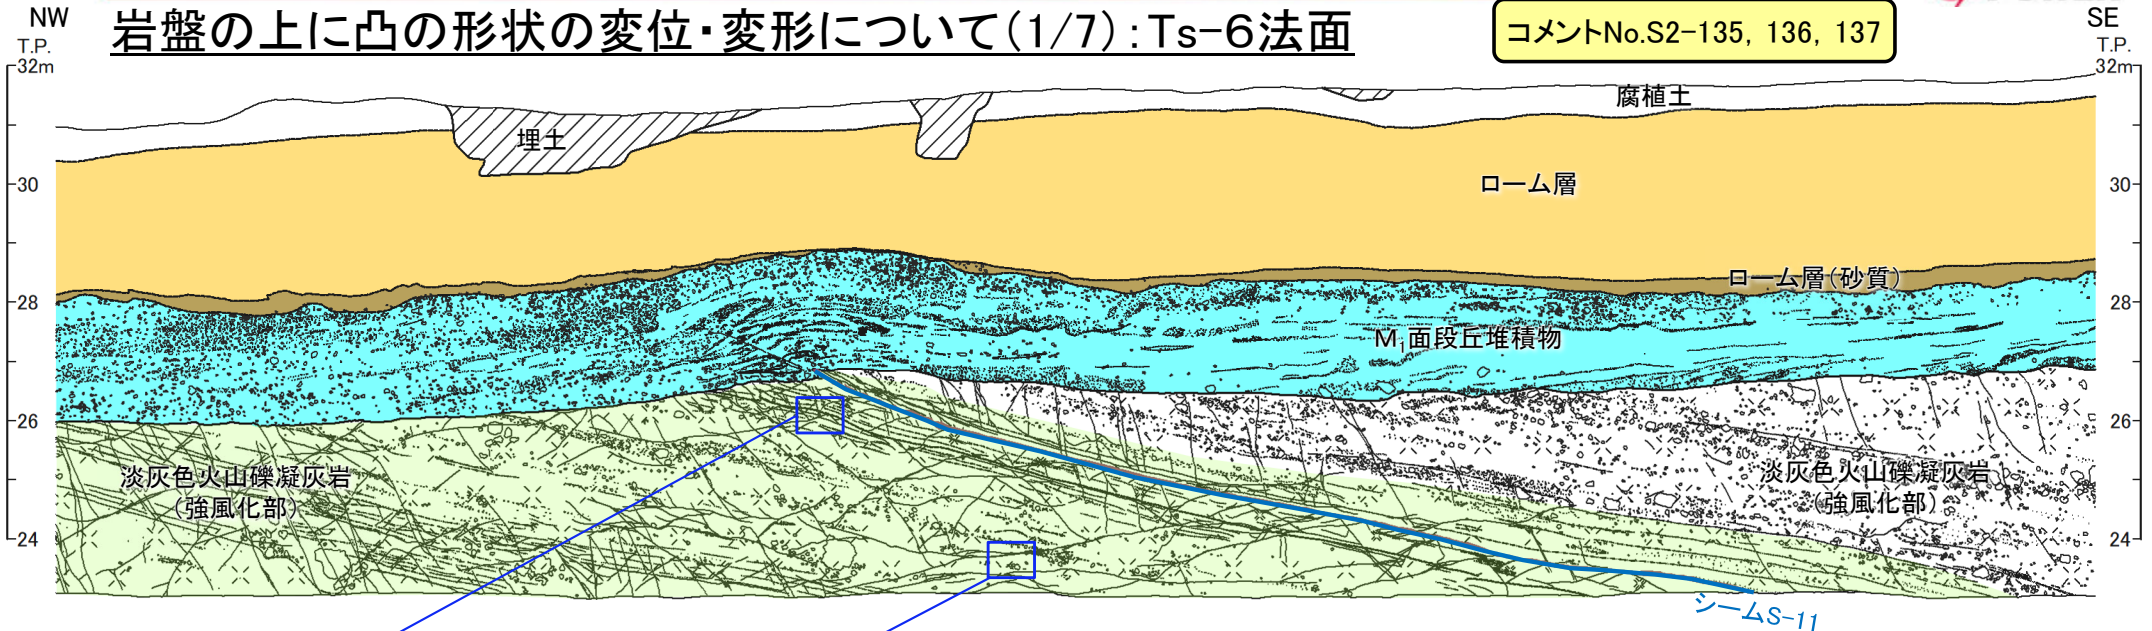 NW
岩盤の上に凸の形状の変位・変形について(1/7):Ts-6法面
コメントNo.S2-135, 136, 137
SE
T.P.
T.P.
32m
32m
腐植土
埋土
30
ローム層
30
ローム層(砂質)
28
28
M1面段丘堆積物
26
26
淡灰色火山礫凝灰岩
(強風化部)
淡灰色火山礫凝灰岩
(強風化部)
24
24
シームS-11